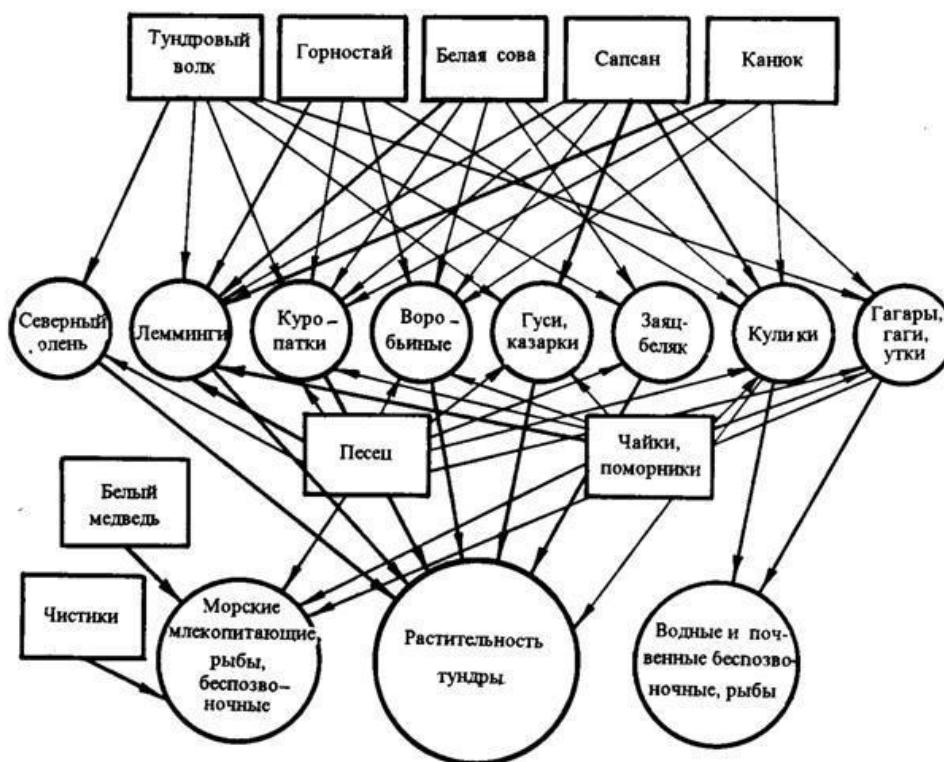 Тундровый
волк
Горностай
Белая сова
Сапсан
Канюк
Северный
олень
Лемминги
Куро-
патки
Воро-
бьиные
Гуси,
казарки
Заяц-
беляк
Кулики
Гагары,
гаги,
утки
Песец
Чайки,
поморники
Белый
медведь
Чистики
Морские
млекопитающие,
рыбы,
беспозво-
ночные
Растительность
тундры
Водные и поч-
венные беспозво-
ночные, рыбы